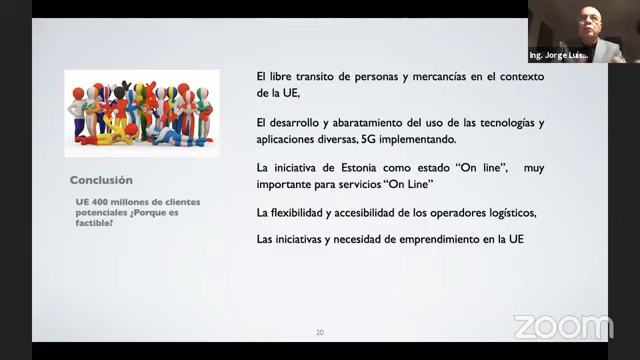 Ing. Jorge Luis...
El libre transito de personas y mercancías en el contexto
de la UE,
El desarrollo y abaratamiento del uso de las tecnologías y
aplicaciones diversas, 5G implementando.
La iniciativa de Estonia como estado “On line”, muy
importante para servicios “On Line”
La flexibilidad y accesibilidad de los operadores logísticos,
Las iniciativas y necesidad de emprendimiento en la UE
Conclusión
UE 400 millones de clientes
potenciales ¿Porque es
factible?
20
zoom